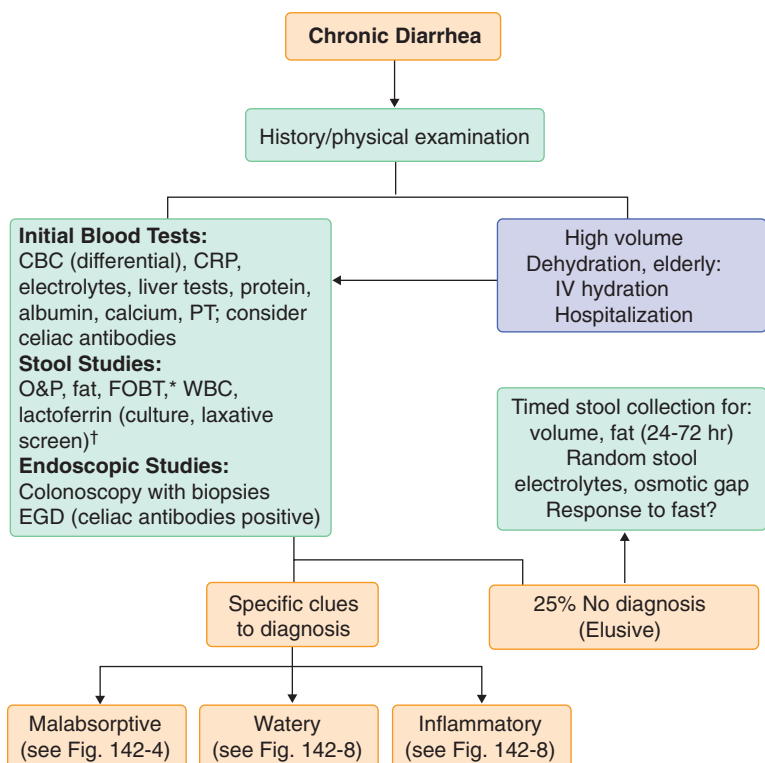 Chronic Diarrhea
History/physical examination
Initial Blood Tests:
CBC (differential), CRP,
electrolytes, liver tests, protein,
albumin, calcium, PT; consider
celiac antibodies
Stool Studies:
O&P, fat, FOBT,* WBC,
lactoferrin (culture, laxative
screen)†
Endoscopic Studies:
Colonoscopy with biopsies
EGD (celiac antibodies positive)
High volume
Dehydration, elderly:
IV hydration
Hospitalization
Timed stool collection for:
volume, fat (24-72 hr)
Random stool
electrolytes, osmotic gap
Response to fast?
Specific clues
to diagnosis
25% No diagnosis
(Elusive)
Malabsorptive
(see Fig. 142-4)
Watery
(see Fig. 142-8)
Inflammatory
(see Fig. 142-8)